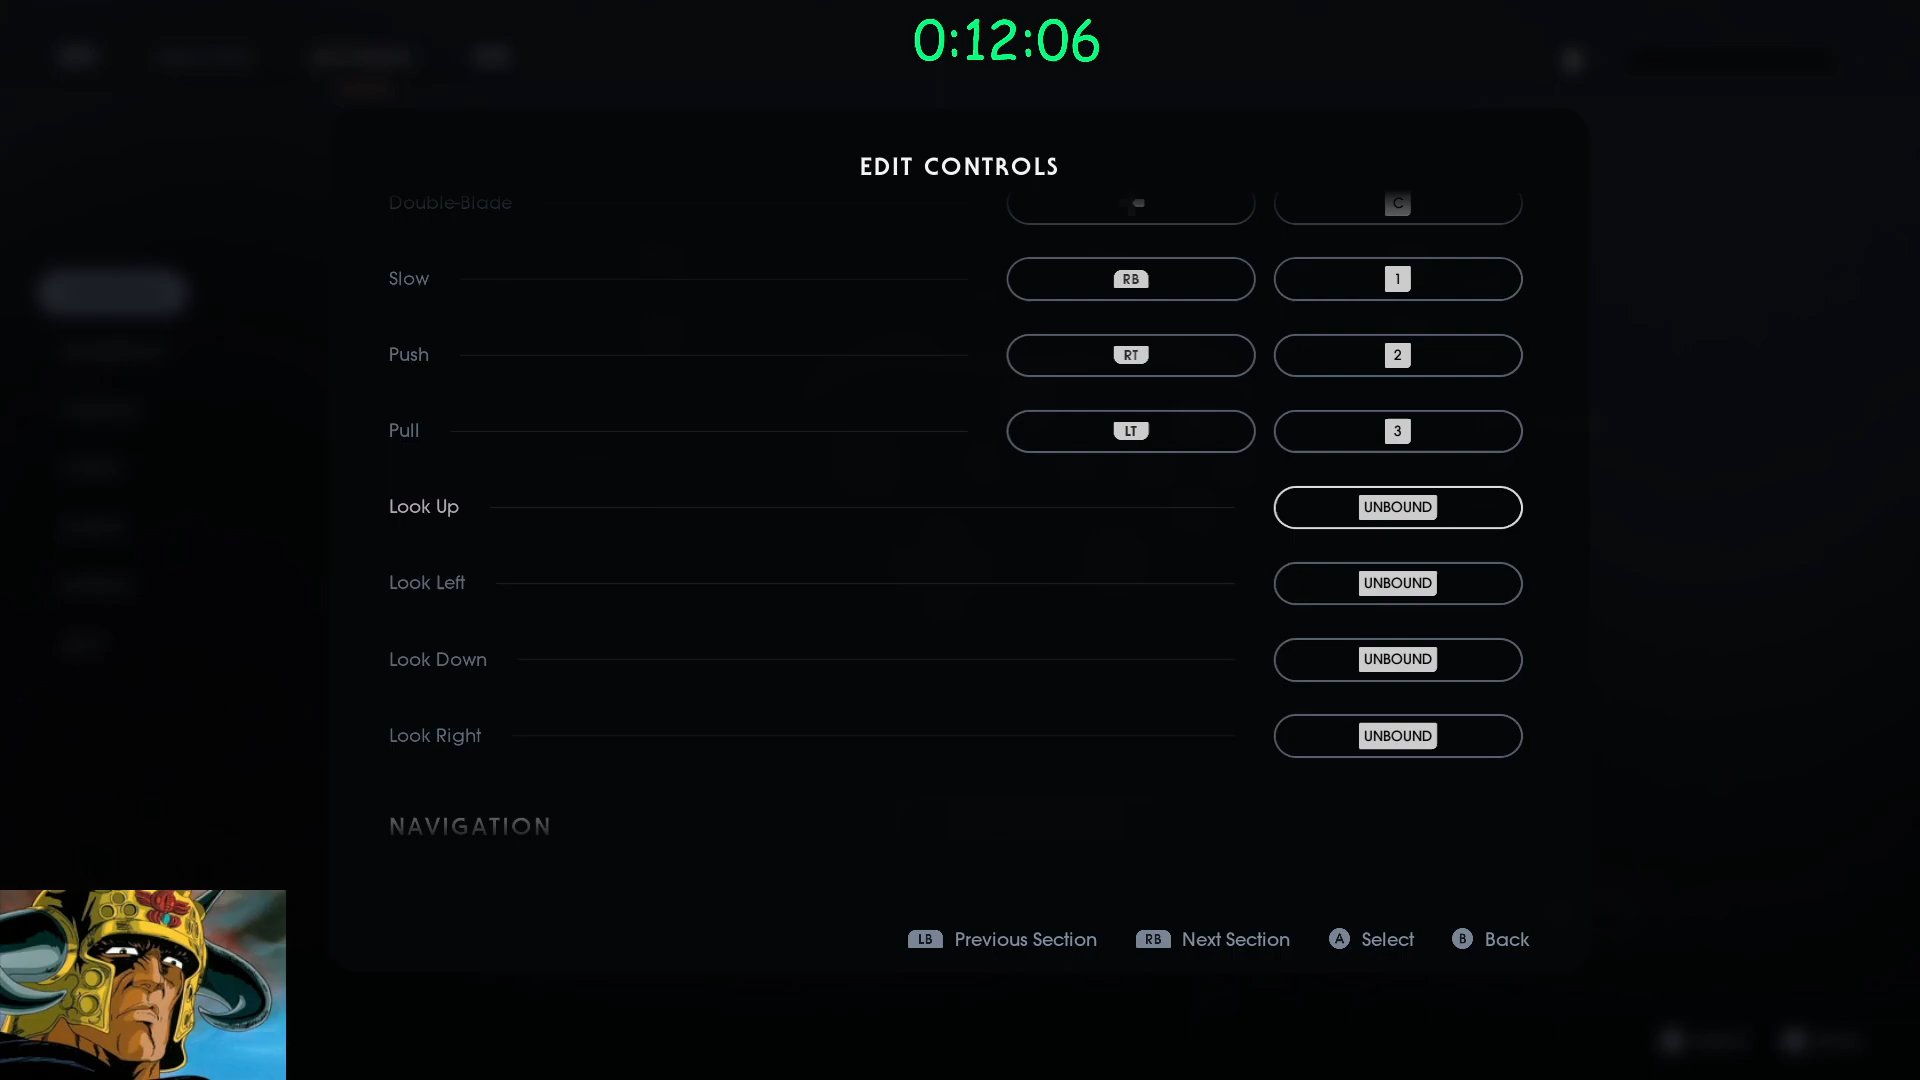 0:12:06
EDIT CONTROLS
Double-Blade C
Slow RB 1
Push RT 2
Pull LT 3
Look Up UNBOUND
Look Left UNBOUND
Look Down UNBOUND
Look Right UNBOUND
NAVIGATION
LB Previous Section RB Next Section A Select B Back